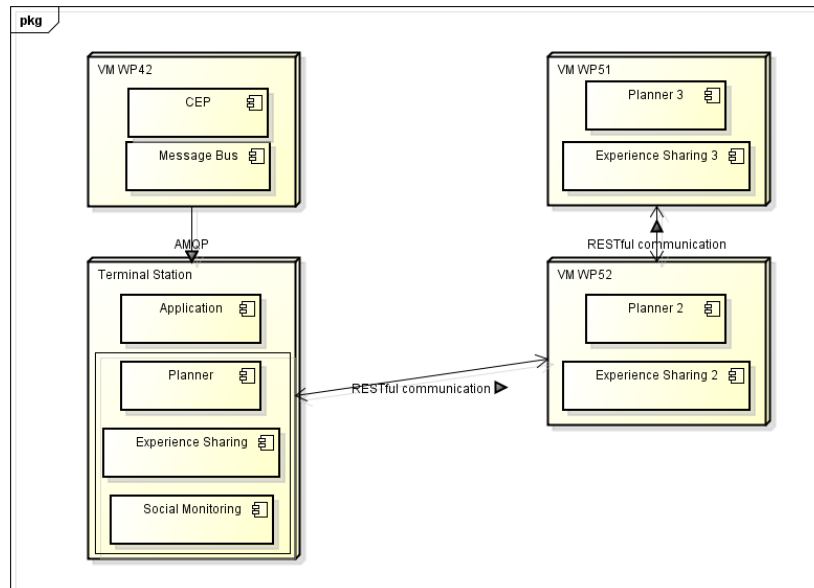 pkg
VM WP42
CEP
Message Bus
AMQP
Terminal Station
Application
Planner
Experience Sharing
Social Monitoring
RESTful communication
VM WP51
Planner 3
Experience Sharing 3
RESTful communication
VM WP52
Planner 2
Experience Sharing 2